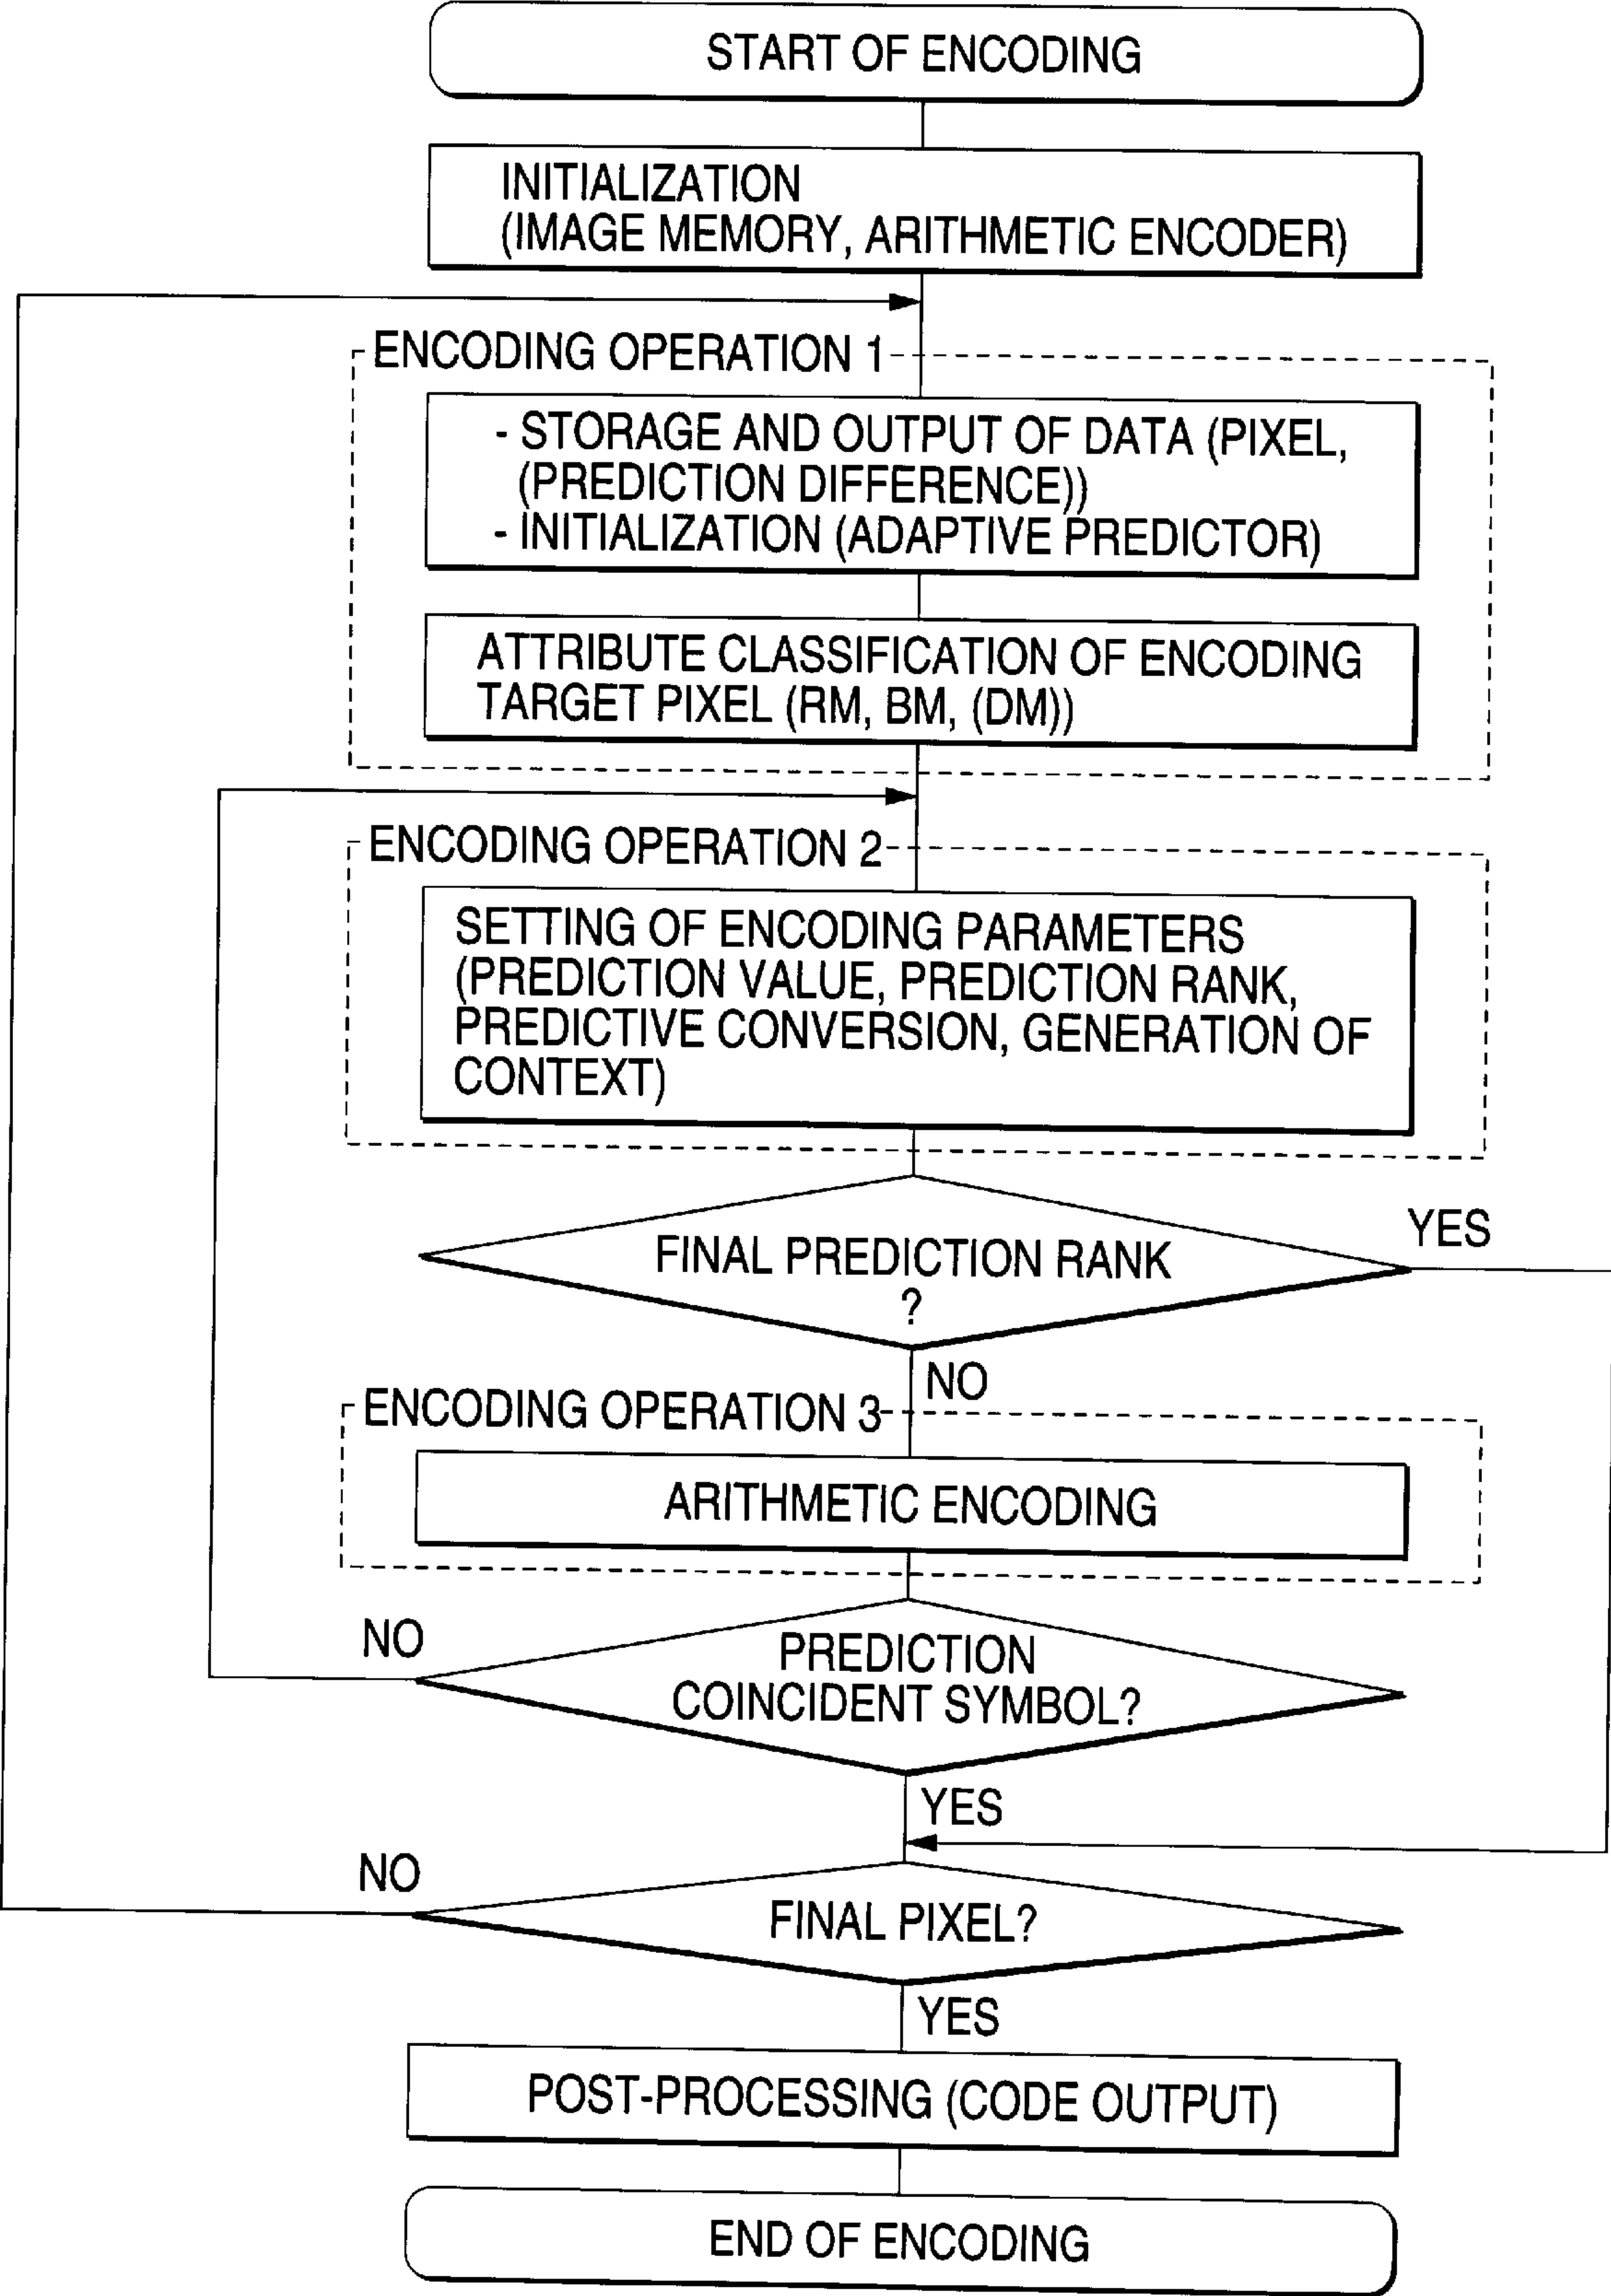 START OF ENCODING
INITIALIZATION
(IMAGE MEMORY, ARITHMETIC ENCODER)
ENCODING OPERATION 1
- STORAGE AND OUTPUT OF DATA (PIXEL,
(PREDICTION DIFFERENCE))
- INITIALIZATION (ADAPTIVE PREDICTOR)
ATTRIBUTE CLASSIFICATION OF ENCODING
TARGET PIXEL (RM, BM, (DM))
ENCODING OPERATION 2
SETTING OF ENCODING PARAMETERS
(PREDICTION VALUE, PREDICTION RANK,
PREDICTIVE CONVERSION, GENERATION OF
CONTEXT)
YES
FINAL PREDICTION RANK
?
NO
ENCODING OPERATION 3
ARITHMETIC ENCODING
NO
PREDICTION
COINCIDENT SYMBOL?
YES
NO
FINAL PIXEL?
YES
POST-PROCESSING (CODE OUTPUT)
END OF ENCODING